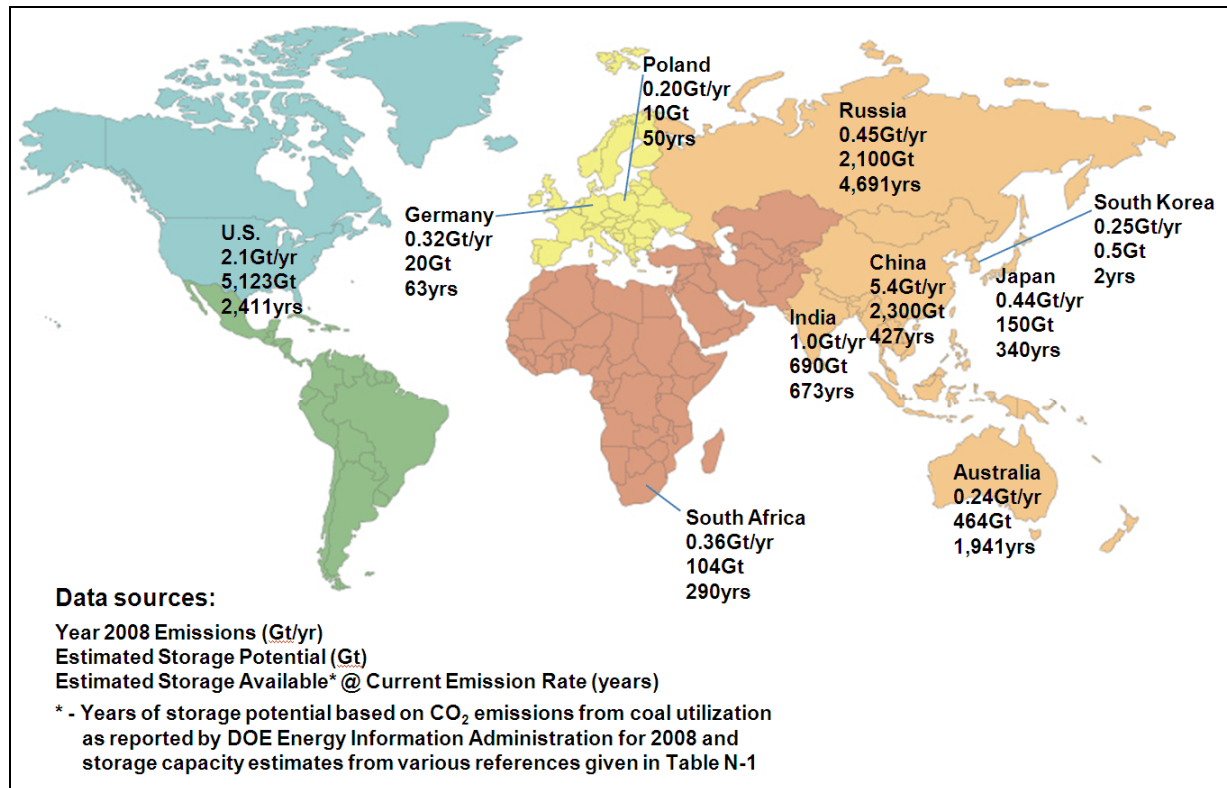 Poland
0.20Gt/yr
10Gt
50yrs
Russia
0.45Gt/yr
2,100Gt
4,691yrs
South Korea
0.25Gt/yr
0.5Gt
2yrs
Germany
0.32Gt/yr
20Gt
63yrs
U.S.
2.1Gt/yr
5,123Gt
2,411yrs
China
5.4Gt/yr
2,300Gt
427yrs
Japan
0.44Gt/yr
150Gt
340yrs
India
1.0Gt/yr
690Gt
673yrs
Australia
0.24Gt/yr
464Gt
1,941yrs
South Africa
0.36Gt/yr
104Gt
290yrs
Data sources:
Year 2008 Emissions (Gt/yr)
Estimated Storage Potential (Gt)
Estimated Storage Available* @ Current Emission Rate (years)
* - Years of storage potential based on CO₂ emissions from coal utilization
as reported by DOE Energy Information Administration for 2008 and
storage capacity estimates from various references given in Table N-1